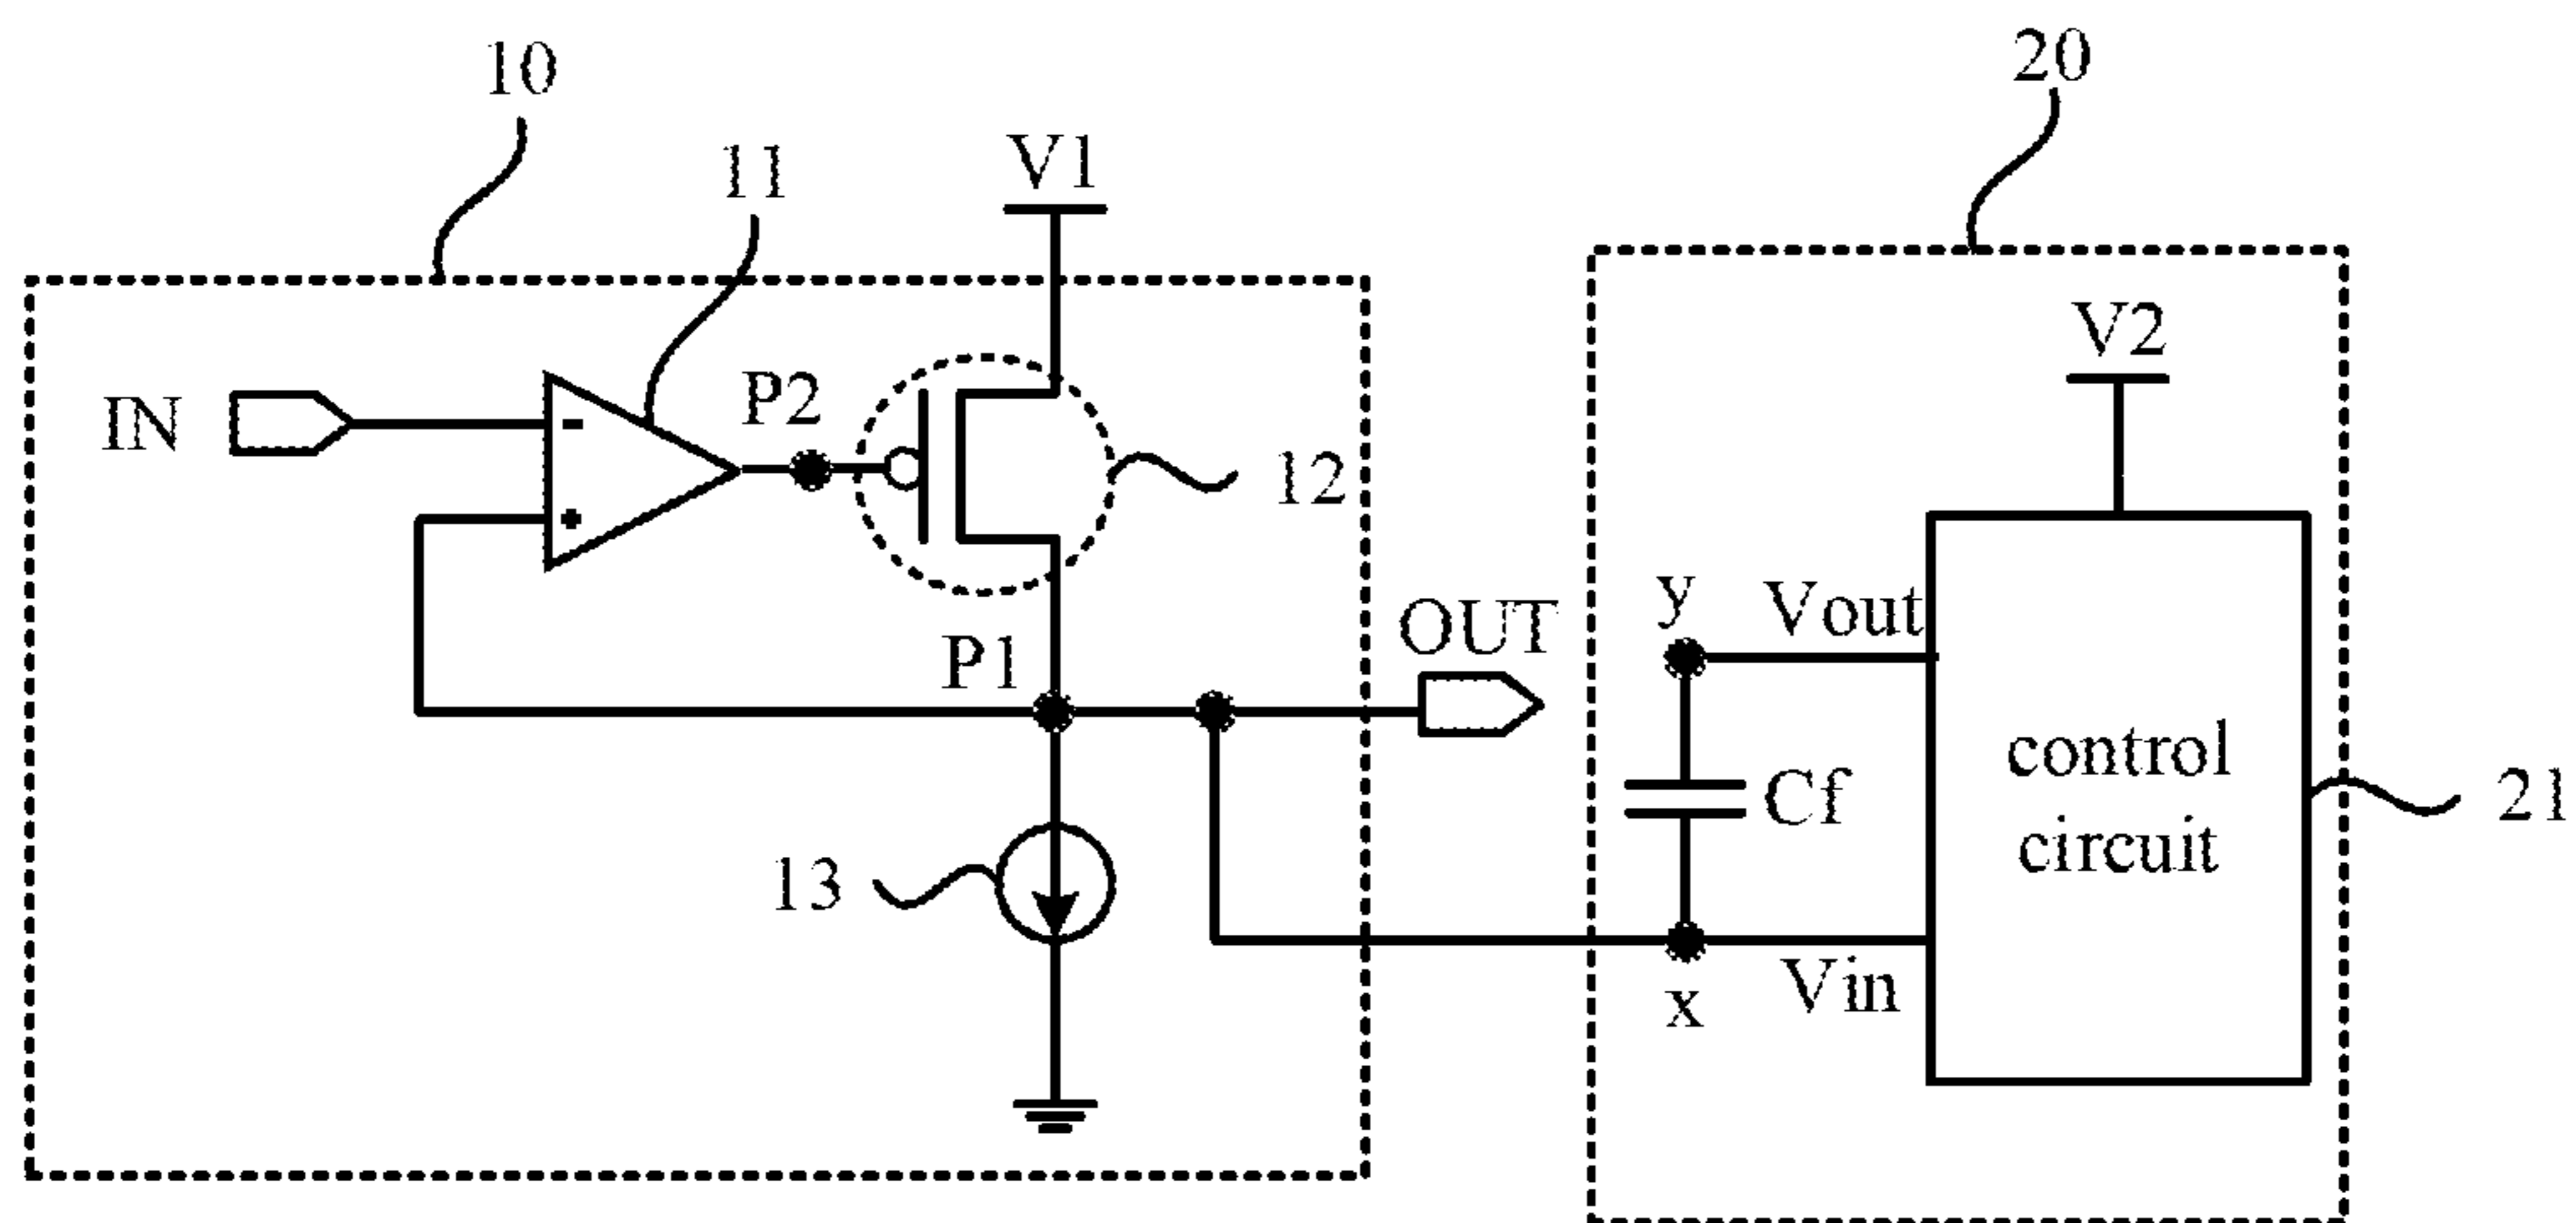 10
20
11
V1
V2
IN
-
P2
12
+
y
Vout
OUT
P1
control
circuit
Cf
21
13
x
Vin